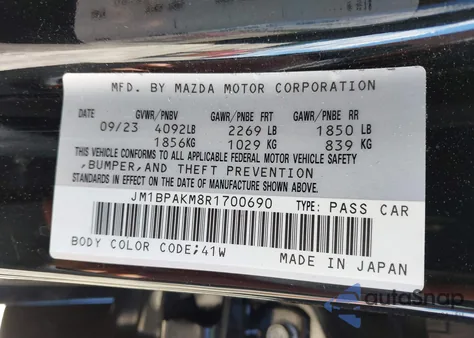 MFD. BY MAZDA MOTOR CORPORATION
DATE GVWR/PNBV GAWR/PNBE FRT GAWR/PNBE RR
09/23 4092LB 2269 LB 1850 LB
1856KG 1029 KG 839 KG
THIS VEHICLE CONFORMS TO ALL APPLICABLE FEDERAL MOTOR VEHICLE SAFETY,
,BUMPER,AND THEFT PREVENTION
STANDARDS IN EFFECT ON THE DATE OF MANUFACTURE SHOWN ABOVE.
JM1BPAKM8R1700690 TYPE: PASS CAR
BODY COLOR CODE;41W MADE IN JAPAN
autoSnap